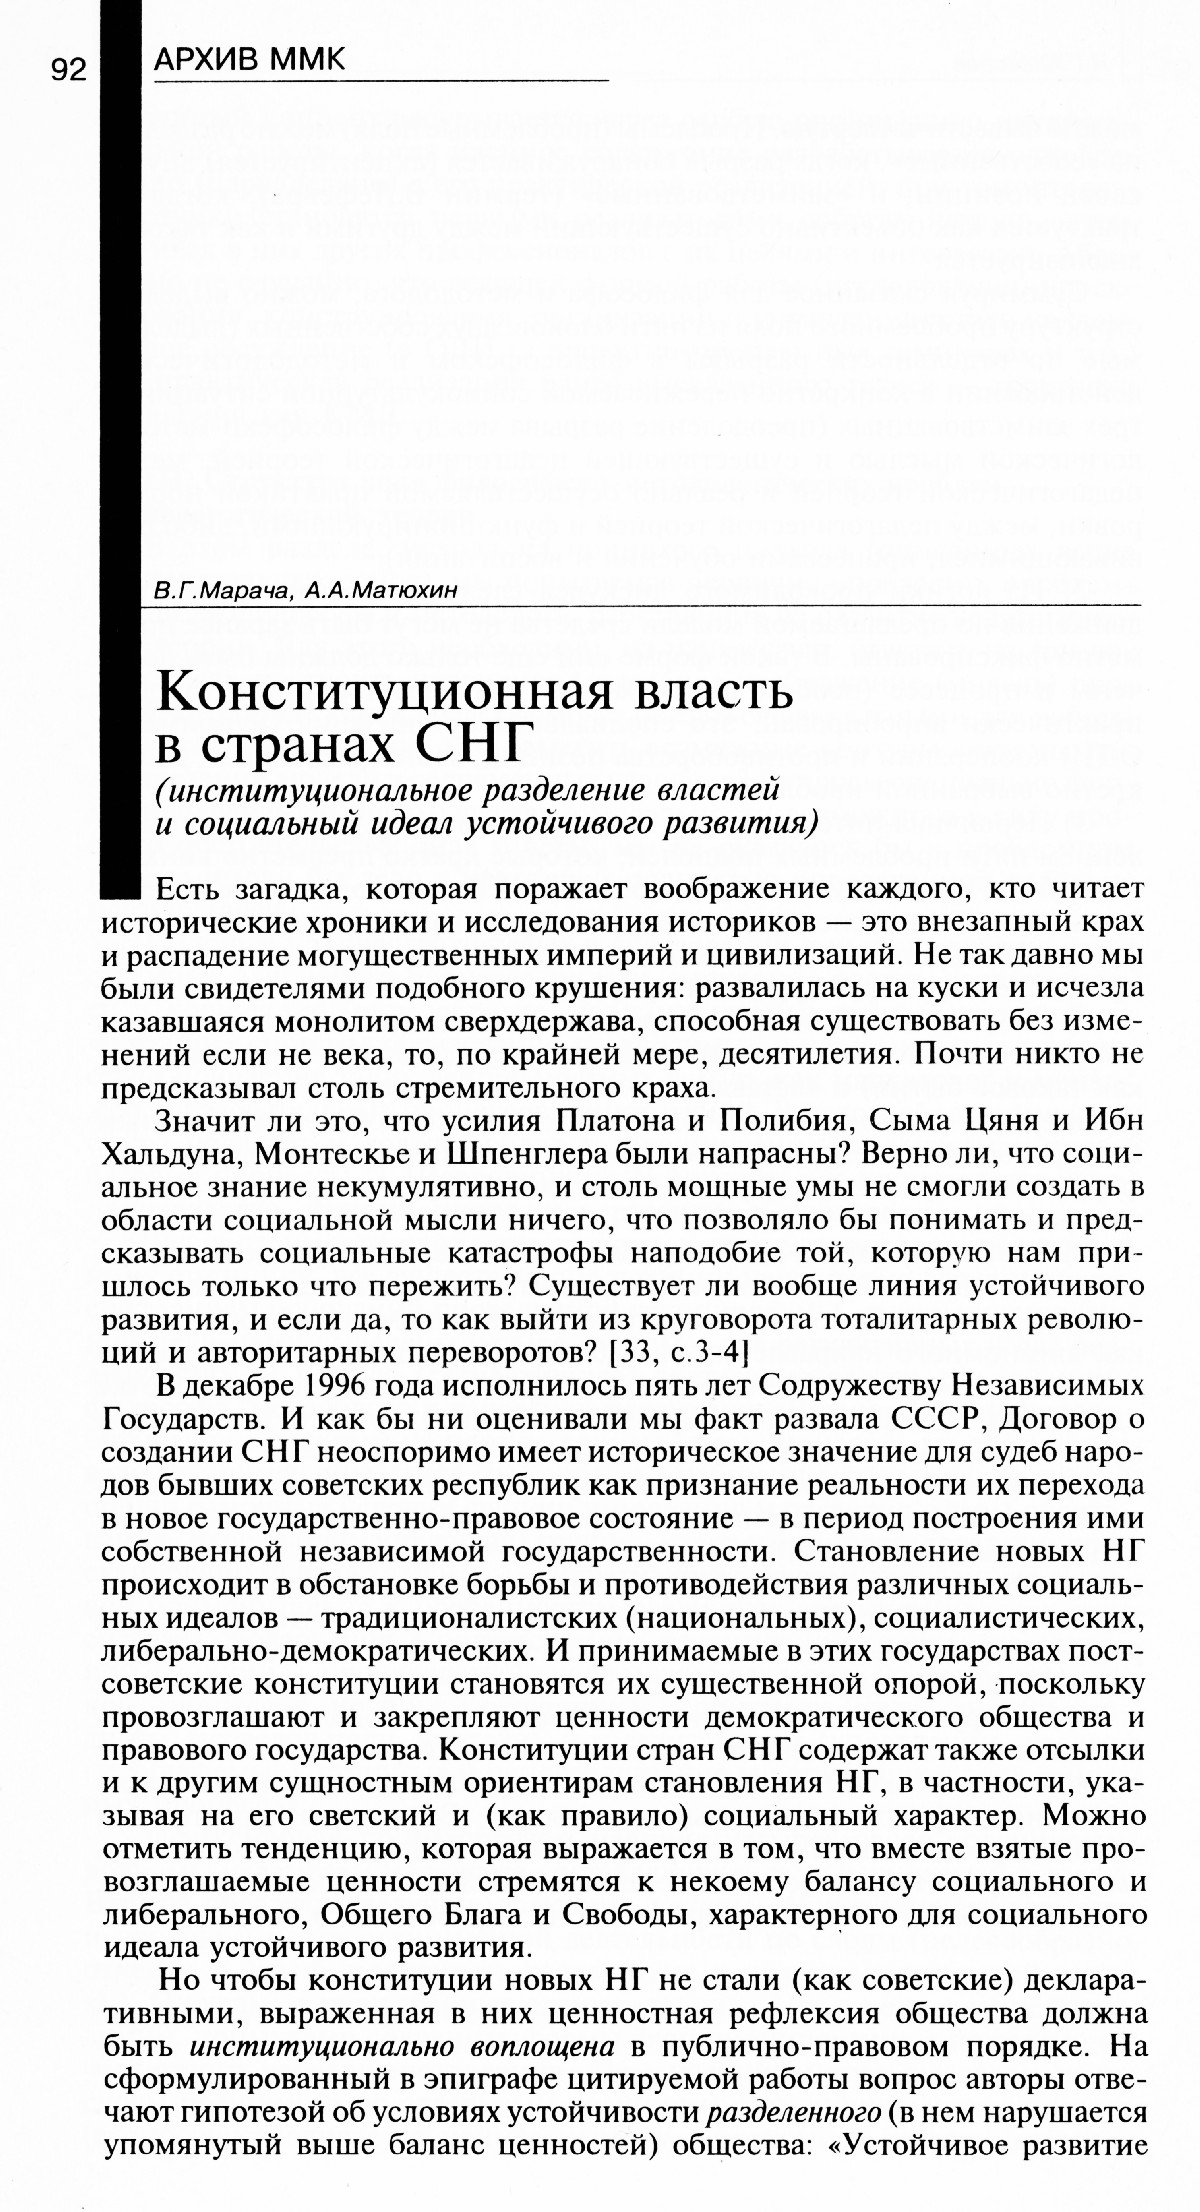 92
АРХИВ ММК
В.Г.Марача, А.А.Матюхин
Конституционная власть
в странах СНГ
(институциональное разделение властей
и социальный идеал устойчивого развития)
Есть загадка, которая поражает воображение каждого, кто читает
исторические хроники и исследования историков — это внезапный крах
и распадение могущественных империй и цивилизаций. Не так давно мы
были свидетелями подобного крушения: развалилась на куски и исчезла
казавшаяся монолитом сверхдержава, способная существовать без изме-
нений если не века, то, по крайней мере, десятилетия. Почти никто не
предсказывал столь стремительного краха.
Значит ли это, что усилия Платона и Полибия, Сыма Цяня и Ибн
Хальдуна, Монтескье и Шпенглера были напрасны? Верно ли, что соци-
альное знание некумулятивно, и столь мощные умы не смогли создать в
области социальной мысли ничего, что позволяло бы понимать и пред-
сказывать социальные катастрофы наподобие той, которую нам при-
шлось только что пережить? Существует ли вообще линия устойчивого
развития, и если да, то как выйти из круговорота тоталитарных револю-
ций и авторитарных переворотов? [33, с.3-4]
В декабре 1996 года исполнилось пять лет Содружеству Независимых
Государств. И как бы ни оценивали мы факт развала СССР, Договор о
создании СНГ неоспоримо имеет историческое значение для судеб наро-
дов бывших советских республик как признание реальности их перехода
в новое государственно-правовое состояние — в период построения ими
собственной независимой государственности. Становление новых НГ
происходит в обстановке борьбы и противодействия различных социаль-
ных идеалов — традиционалистских (национальных), социалистических,
либерально-демократических. И принимаемые в этих государствах пост-
советские конституции становятся их существенной опорой, поскольку
провозглашают и закрепляют ценности демократического общества и
правового государства. Конституции стран СНГ содержат также отсылки
и к другим сущностным ориентирам становления НГ, в частности, ука-
зывая на его светский и (как правило) социальный характер. Можно
отметить тенденцию, которая выражается в том, что вместе взятые про-
возглашаемые ценности стремятся к некоему балансу социального и
либерального, Общего Блага и Свободы, характерного для социального
идеала устойчивого развития.
Но чтобы конституции новых НГ не стали (как советские) деклара-
тивными, выраженная в них ценностная рефлексия общества должна
быть институционально воплощена в публично-правовом порядке. На
сформулированный в эпиграфе цитируемой работы вопрос авторы отве-
чают гипотезой об условиях устойчивости разделенного (в нем нарушается
упомянутый выше баланс ценностей) общества: «Устойчивое развитие